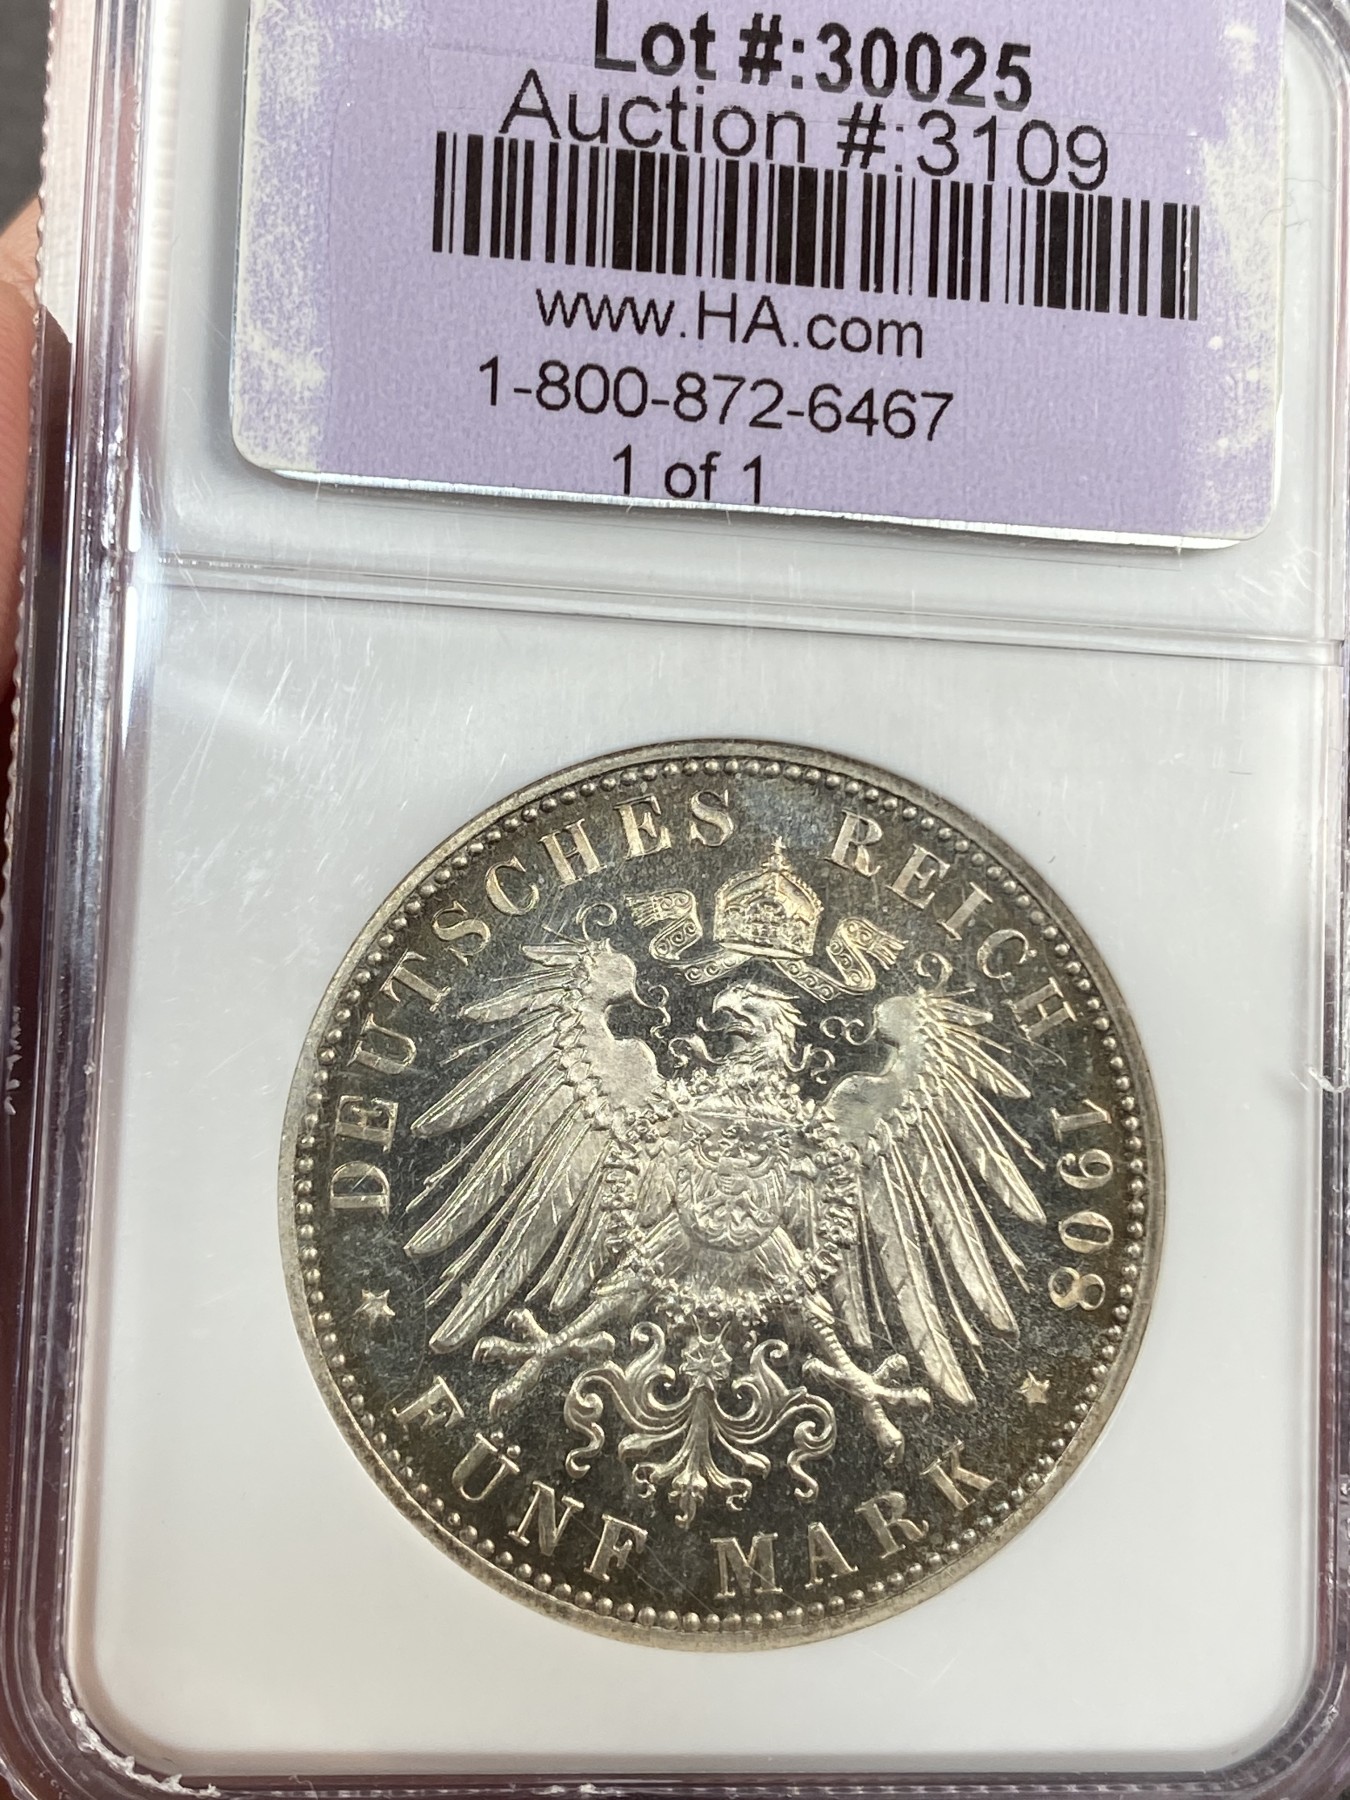 Lot #:30025
Auction #:3109
www.HA.com
1-800-872-6467
1 of 1
DEUTSCHES REICH 1908
FÜNF MARK